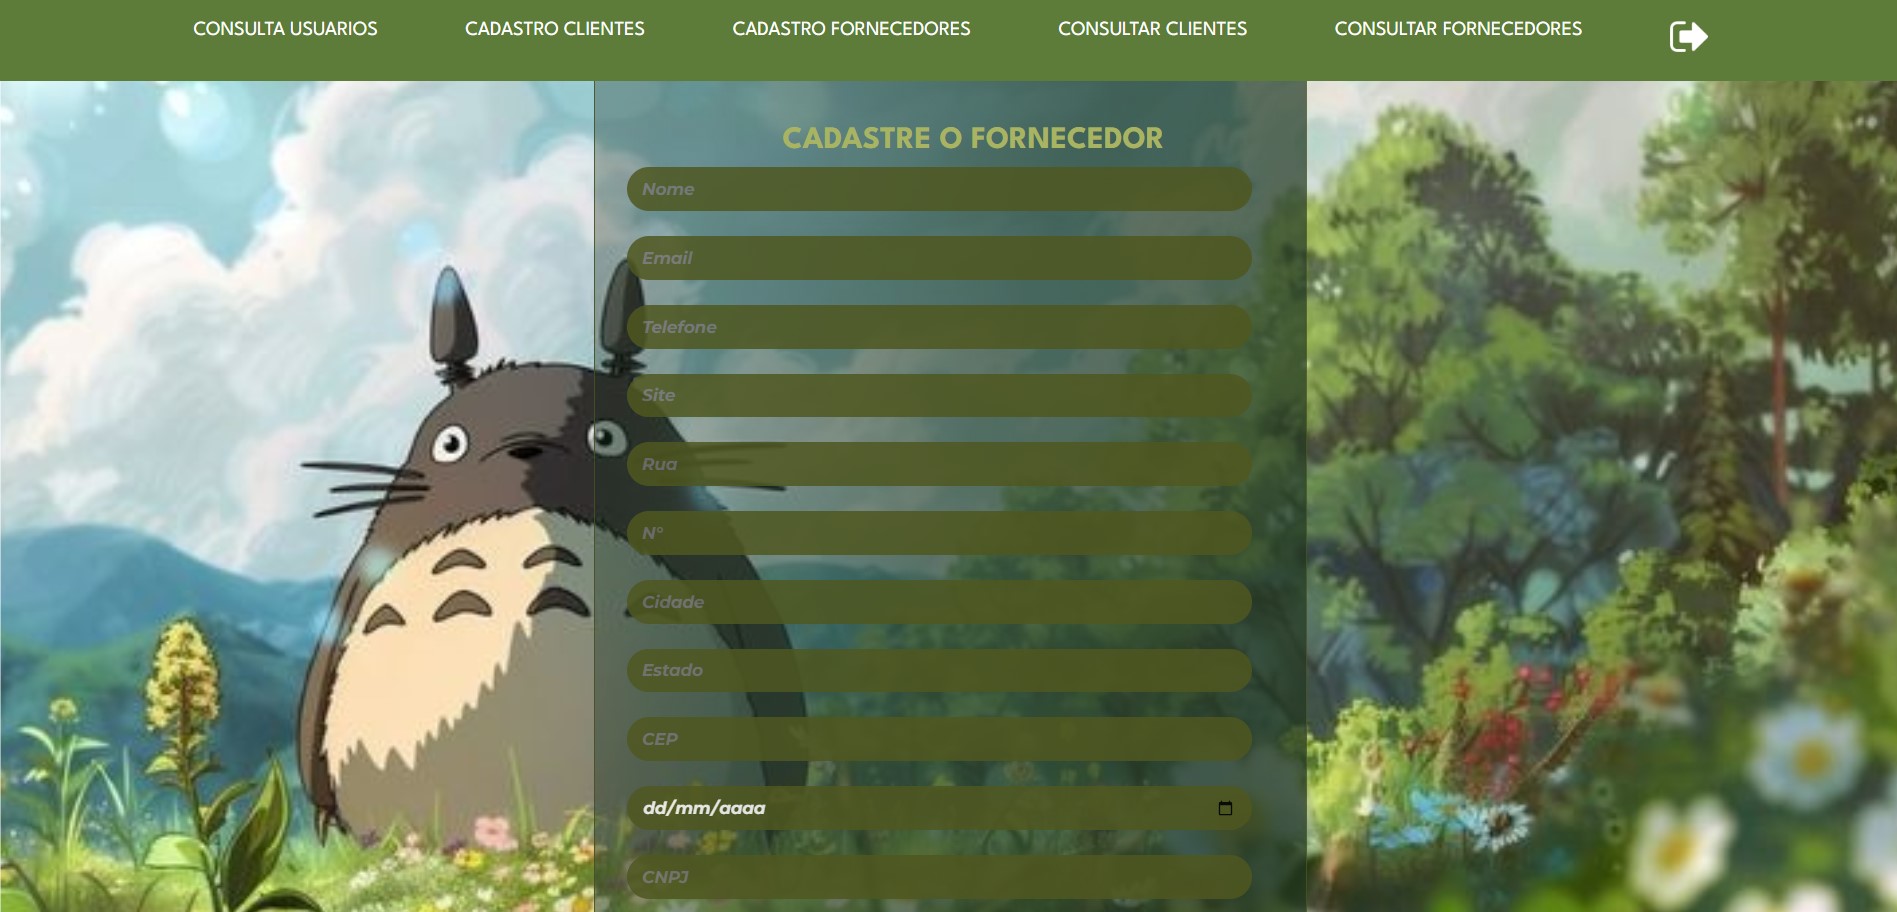 CONSULTA USUARIOS CADASTRO CLIENTES CADASTRO FORNECEDORES CONSULTAR CLIENTES CONSULTAR FORNECEDORES
CADASTRE O FORNECEDOR
Nome
Email
Telefone
Site
Rua
N°
Cidade
Estado
CEP
dd/mm/aaaa
CNPJ